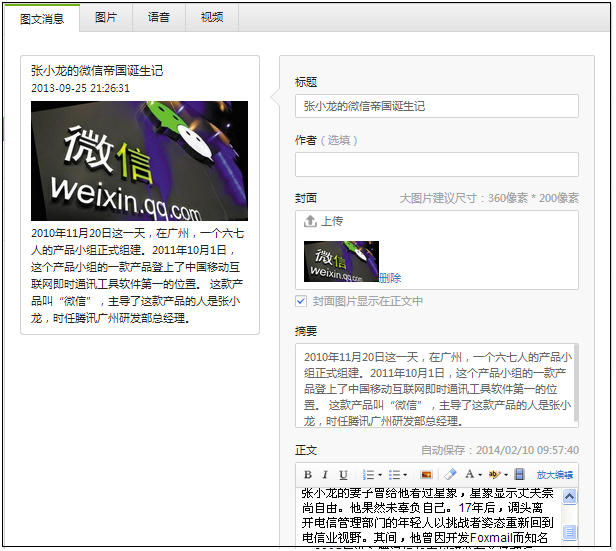 图文消息 图片 语音 视频
张小龙的微信帝国诞生记
2013-09-25 21:26:31
微信
weixin.qq.com
2010年11月20日这一天，在广州，一个六七
人的产品小组正式组建。2011年10月1日，
这个产品小组的一款产品登上了中国移动互
联网即时通讯工具软件第一的位置。 这款产
品叫“微信”，主导了这款产品的人是张小
龙，时任腾讯广州研发部总经理。
标题
张小龙的微信帝国诞生记
作者（选填）
封面 大图片建议尺寸：360像素 * 200像素
上传
微信
weixin.qq.com
删除
封面图片显示在正文中
摘要
2010年11月20日这一天，在广州，一个六七人的产品小
组正式组建。2011年10月1日，这个产品小组的一款产
品登上了中国移动互联网即时通讯工具软件第一的位
置。 这款产品叫“微信”，主导了这款产品的人是张小
龙，时任腾讯广州研发部总经理。
正文 自动保存：2014/02/10 09:57:40
B I U A 放大编辑
张小龙的妻子曾给他看过星象，星象显示丈夫崇
尚自由。他果然未辜负自己。17年后，调头离
开电信管理部门的年轻人以挑战者姿态重新回到
电信业视野。其间，他曾因开发Foxmail而知名